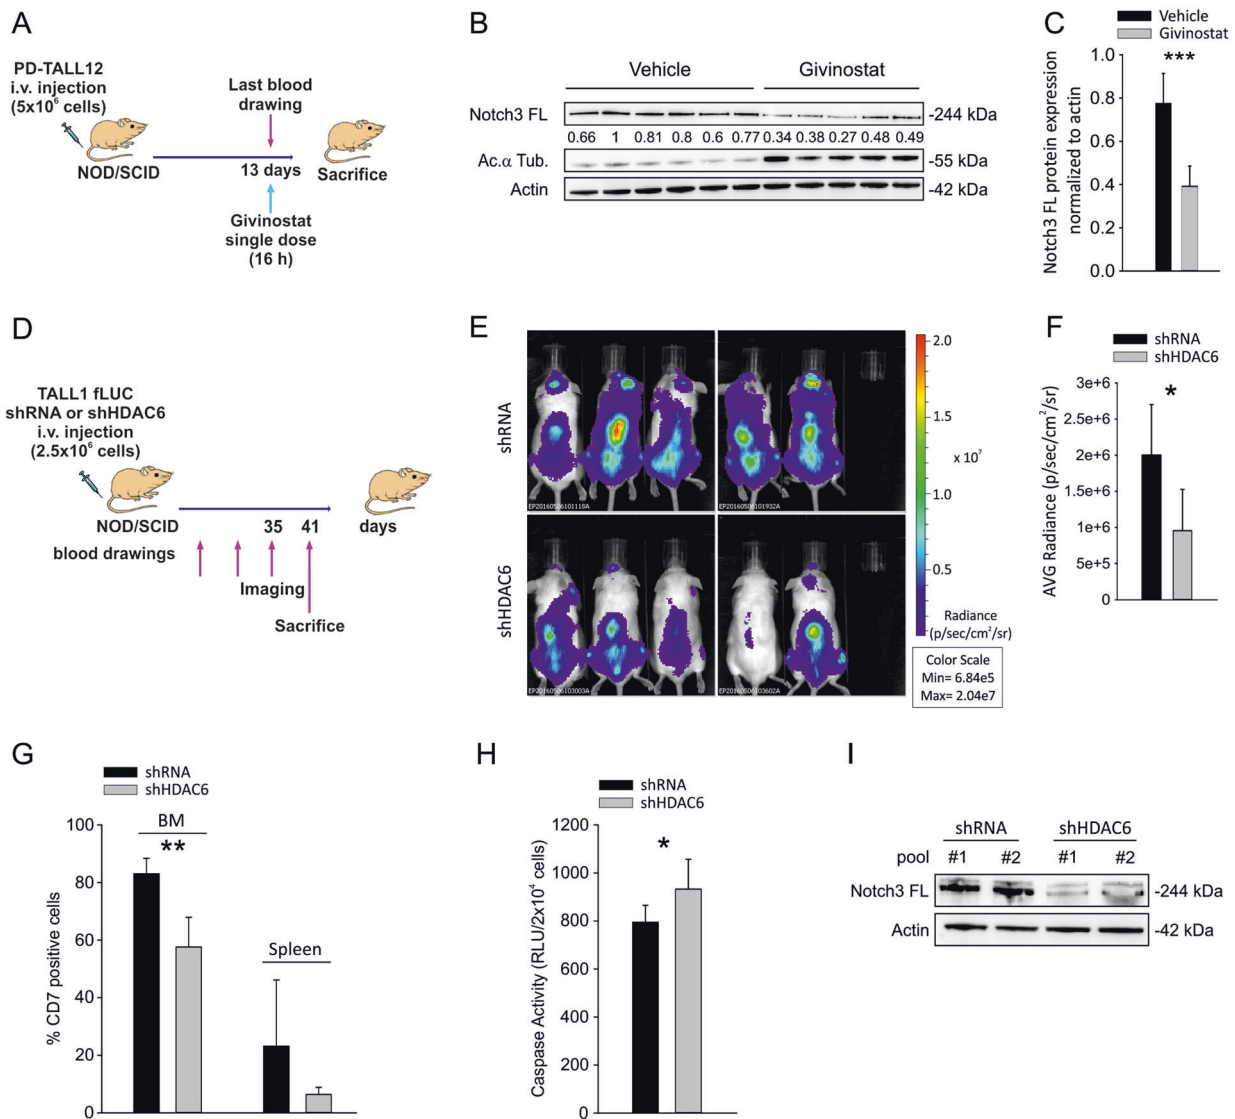 A
PD-TALL12
i.v. injection
(5x10⁶ cells)
Last blood
drawing
NOD/SCID
13 days
Sacrifice
Givinostat
single dose
(16 h)
B
Vehicle Givinostat
Notch3 FL -244 kDa
0.66 1 0.81 0.8 0.6 0.77 0.34 0.38 0.27 0.48 0.49
Ac.α Tub. -55 kDa
Actin -42 kDa
C
Vehicle
Givinostat
Notch3 FL protein expression
normalized to actin
1.0
0.8
0.6
0.4
0.2
0.0
***
D
TALL1 fLUC
shRNA or shHDAC6
i.v. injection
(2.5x10⁶ cells)
NOD/SCID
35 41 days
blood drawings
Imaging
Sacrifice
E
shRNA
shHDAC6
EP20160506101118A
EP20160506101932A
EP20160506103003A
EP20160506103602A
2.0
1.5
x 10⁷
1.0
0.5
Radiance
(p/sec/cm²/sr)
Color Scale
Min= 6.84e5
Max= 2.04e7
F
shRNA
shHDAC6
AVG Radiance (p/sec/cm²/sr)
3e+6
2e+6
1.5e+6
1e+6
5e+5
0
*
G
shRNA
shHDAC6
% CD7 positive cells
100
80
60
40
20
0
BM
**
Spleen
H
shRNA
shHDAC6
Caspase Activity (RLU/2x10⁴ cells)
1200
1000
800
600
400
200
0
*
I
shRNA shHDAC6
pool #1 #2 #1 #2
Notch3 FL -244 kDa
Actin -42 kDa